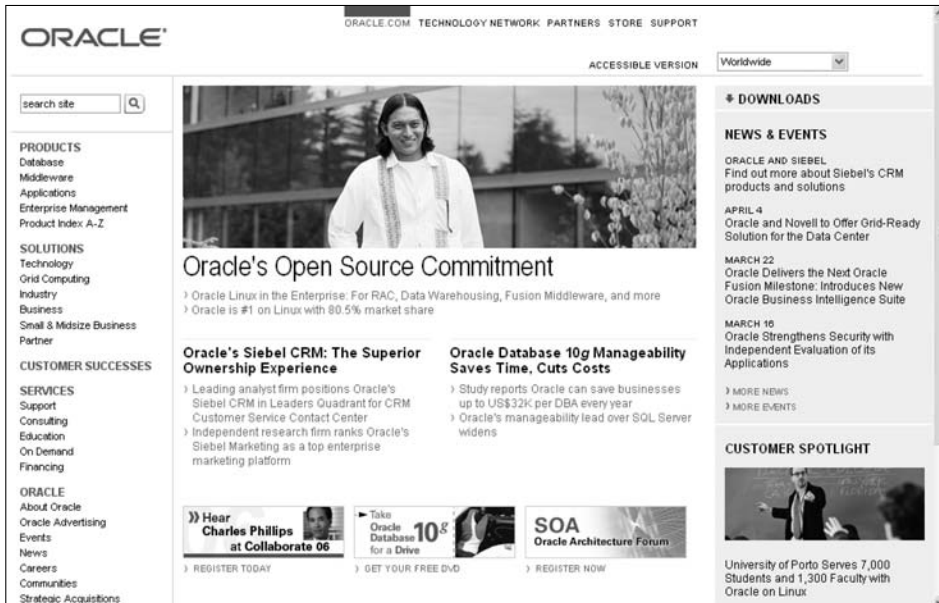 ORACLE.COM TECHNOLOGY NETWORK PARTNERS STORE SUPPORT
ORACLE
ACCESSIBLE VERSION
Worldwide
search site
PRODUCTS
Database
Middleware
Applications
Enterprise Management
Product Index A-Z
SOLUTIONS
Technology
Grid Computing
Industry
Business
Small & Midsize Business
Partner
CUSTOMER SUCCESSES
SERVICES
Support
Consulting
Education
On Demand
Financing
ORACLE
About Oracle
Oracle Advertising
Events
News
Careers
Communities
Strategic Acquisitions
Oracle's Open Source Commitment
Oracle Linux in the Enterprise: For RAC, Data Warehousing, Fusion Middleware, and more
Oracle is #1 on Linux with 80.5% market share
Oracle's Siebel CRM: The Superior
Ownership Experience
Leading analyst firm positions Oracle's
Siebel CRM in Leaders Quadrant for CRM
Customer Service Contact Center
Independent research firm ranks Oracle's
Siebel Marketing as a top enterprise
marketing platform
Oracle Database 10g Manageability
Saves Time, Cuts Costs
Study reports Oracle can save businesses
up to US$32K per DBA every year
Oracle's manageability lead over SQL Server
widens
Hear
Charles Phillips
at Collaborate 06
REGISTER TODAY
Take
Oracle
Database 10g
for a Drive
GET YOUR FREE DVD
SOA
Oracle Architecture Forum
REGISTER NOW
DOWNLOADS
NEWS & EVENTS
ORACLE AND SIEBEL
Find out more about Siebel's CRM
products and solutions
APRIL 4
Oracle and Novell to Offer Grid-Ready
Solution for the Data Center
MARCH 22
Oracle Delivers the Next Oracle
Fusion Milestone: Introduces New
Oracle Business Intelligence Suite
MARCH 16
Oracle Strengthens Security with
Independent Evaluation of its
Applications
MORE NEWS
MORE EVENTS
CUSTOMER SPOTLIGHT
University of Porto Serves 7,000
Students and 1,300 Faculty with
Oracle on Linux